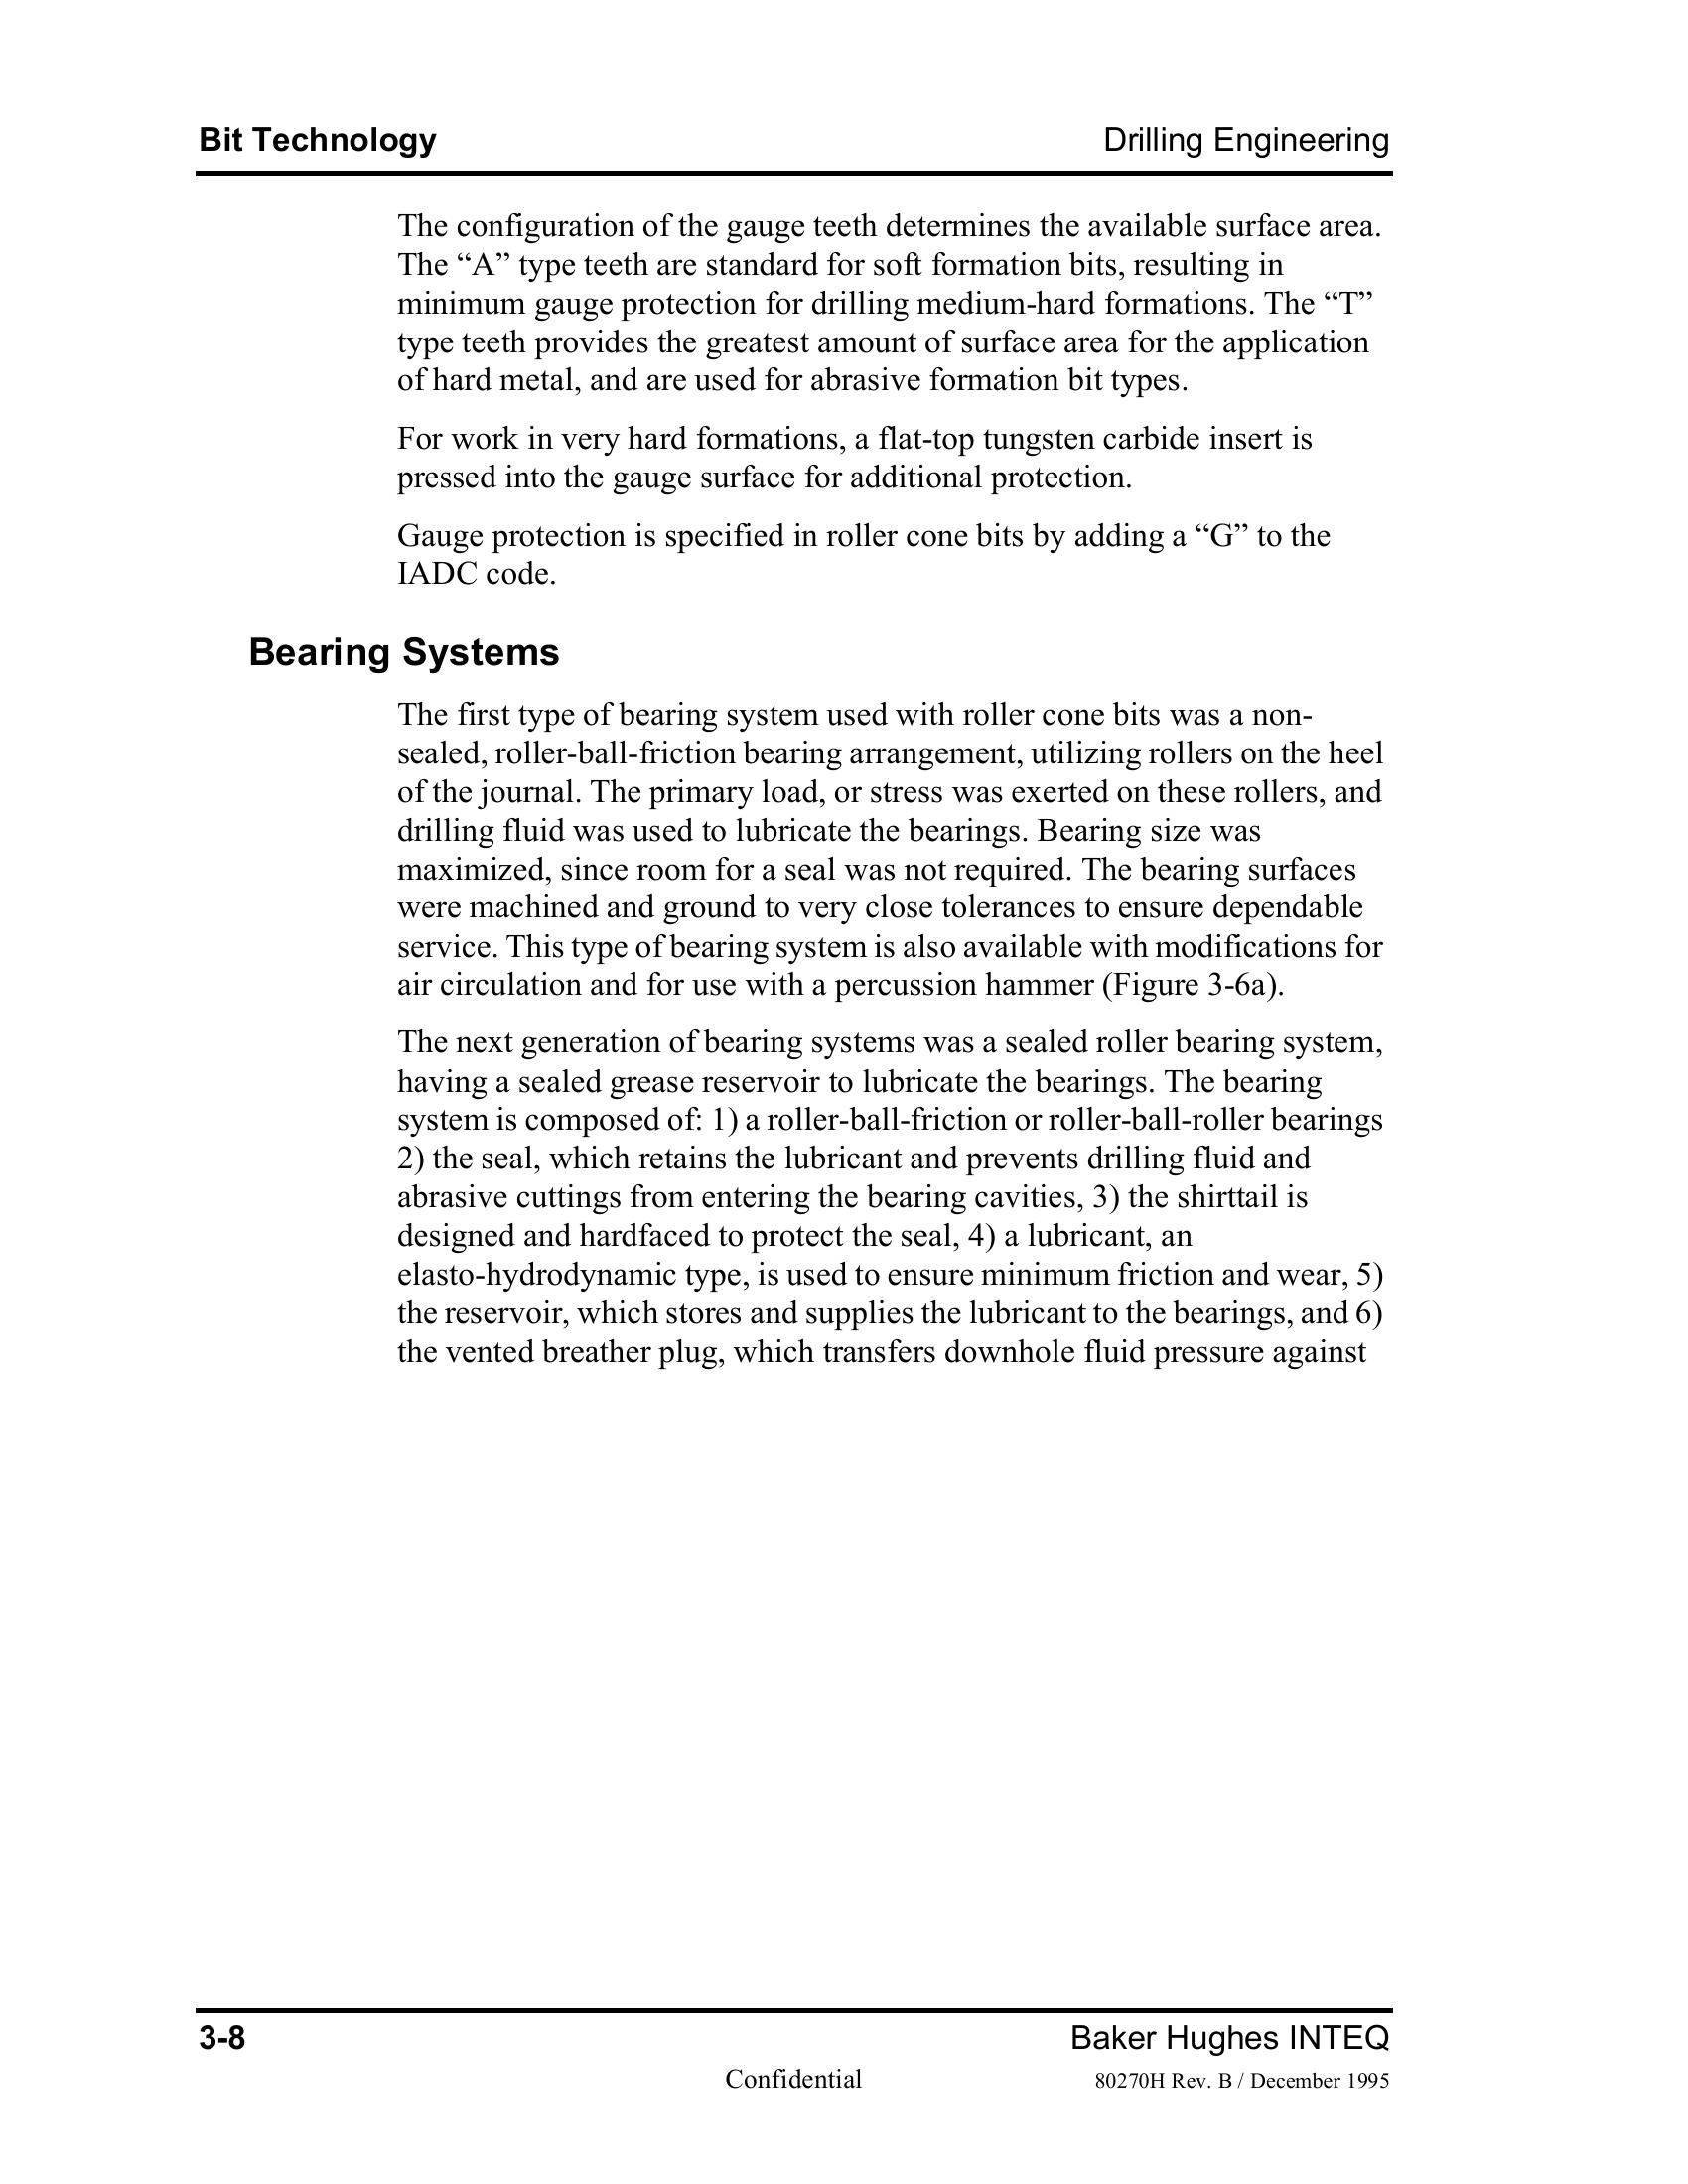 Bit Technology Drilling Engineering
The configuration of the gauge teeth determines the available surface area.
The “A” type teeth are standard for soft formation bits, resulting in
minimum gauge protection for drilling medium-hard formations. The “T”
type teeth provides the greatest amount of surface area for the application
of hard metal, and are used for abrasive formation bit types.
For work in very hard formations, a flat-top tungsten carbide insert is
pressed into the gauge surface for additional protection.
Gauge protection is specified in roller cone bits by adding a “G” to the
IADC code.
Bearing Systems
The first type of bearing system used with roller cone bits was a non-
sealed, roller-ball-friction bearing arrangement, utilizing rollers on the heel
of the journal. The primary load, or stress was exerted on these rollers, and
drilling fluid was used to lubricate the bearings. Bearing size was
maximized, since room for a seal was not required. The bearing surfaces
were machined and ground to very close tolerances to ensure dependable
service. This type of bearing system is also available with modifications for
air circulation and for use with a percussion hammer (Figure 3-6a).
The next generation of bearing systems was a sealed roller bearing system,
having a sealed grease reservoir to lubricate the bearings. The bearing
system is composed of: 1) a roller-ball-friction or roller-ball-roller bearings
2) the seal, which retains the lubricant and prevents drilling fluid and
abrasive cuttings from entering the bearing cavities, 3) the shirttail is
designed and hardfaced to protect the seal, 4) a lubricant, an
elasto-hydrodynamic type, is used to ensure minimum friction and wear, 5)
the reservoir, which stores and supplies the lubricant to the bearings, and 6)
the vented breather plug, which transfers downhole fluid pressure against
3-8 Baker Hughes INTEQ
Confidential 80270H Rev. B / December 1995